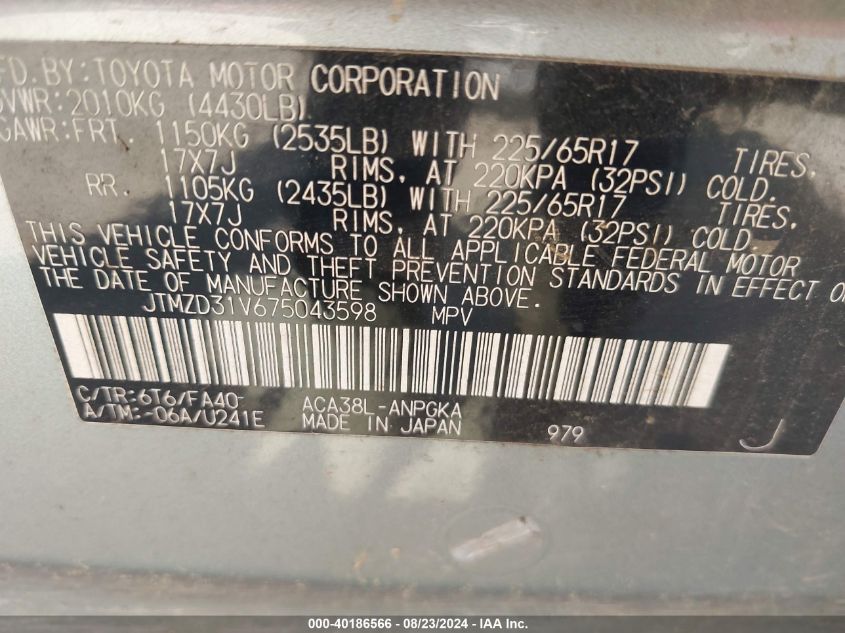 FD. BY: TOYOTA MOTOR CORPORATION
GVWR: 2010KG (4430LB)
GAWR: FRT. 1150KG (2535LB) WITH 225/65R17 TIRES,
17X7J RIMS, AT 220KPA (32PSI) COLD.
RR. 1105KG (2435LB) WITH 225/65R17 TIRES,
17X7J RIMS, AT 220KPA (32PSI) COLD.
THIS VEHICLE CONFORMS TO ALL APPLICABLE FEDERAL MOTOR
VEHICLE SAFETY AND THEFT PREVENTION STANDARDS IN EFFECT O
THE DATE OF MANUFACTURE SHOWN ABOVE.
JTMZD31V675043598 MPV
C/TR: 6T6/FA40 ACA38L-ANPGKA
A/TM: -06A/U241E MADE IN JAPAN 979 J
000-40186566 - 08/23/2024 - IAA Inc.